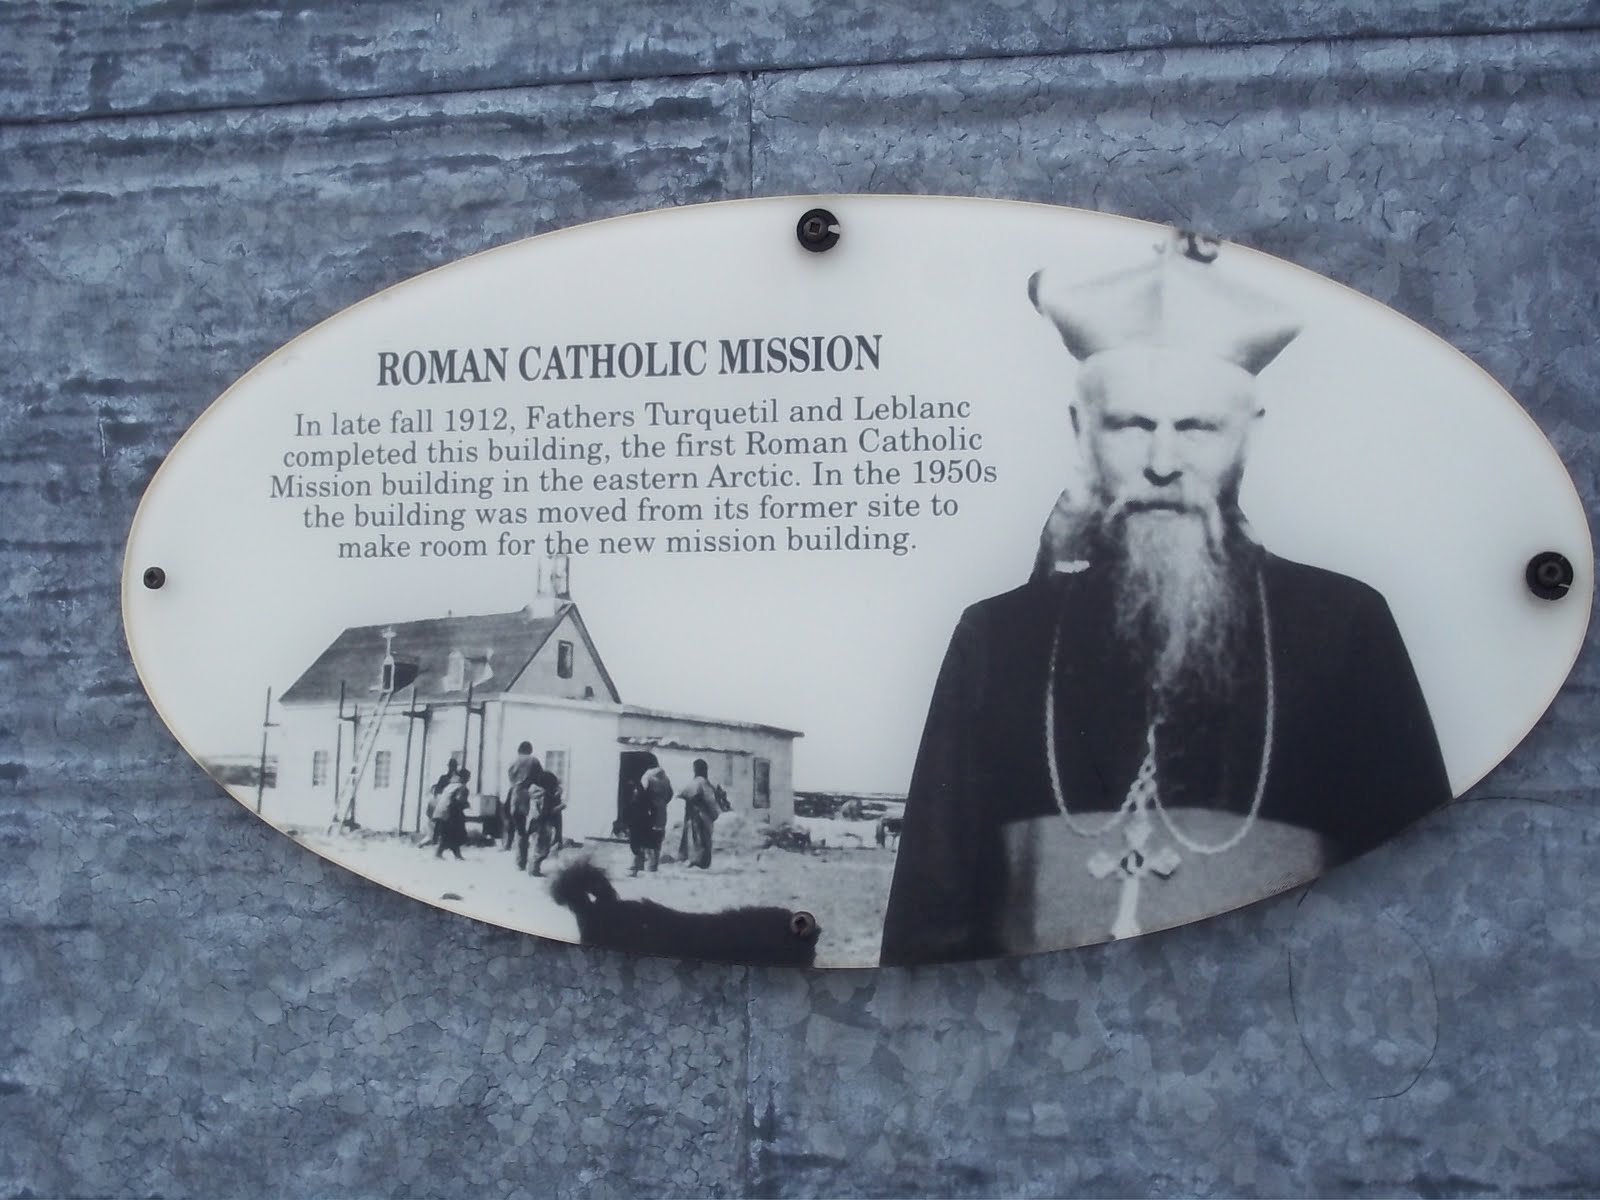 ROMAN CATHOLIC MISSION
In late fall 1912, Fathers Turquetil and Leblanc
completed this building, the first Roman Catholic
Mission building in the eastern Arctic. In the 1950s
the building was moved from its former site to
make room for the new mission building.